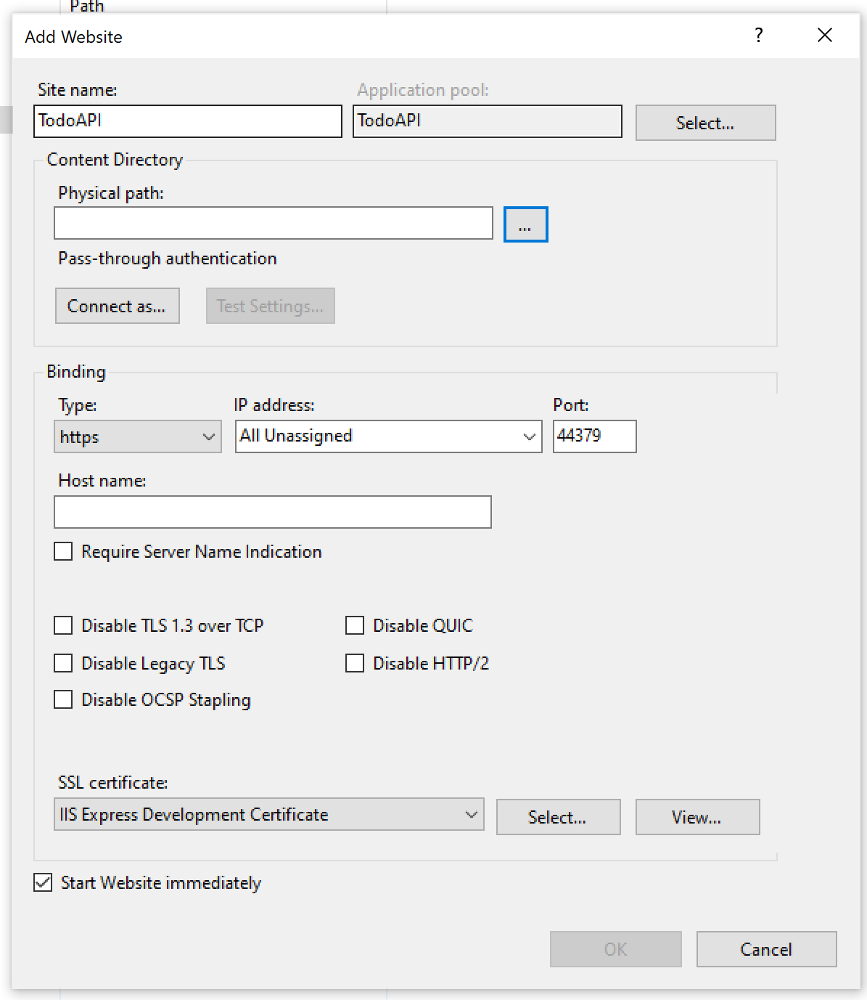 Path
Add Website ?
Site name: Application pool:
TodoAPI TodoAPI Select...
Content Directory
Physical path:
...
Pass-through authentication
Connect as... Test Settings...
Binding
Type: IP address: Port:
https All Unassigned 44379
Host name:
Require Server Name Indication
Disable TLS 1.3 over TCP Disable QUIC
Disable Legacy TLS Disable HTTP/2
Disable OCSP Stapling
SSL certificate:
IIS Express Development Certificate Select... View...
Start Website immediately
OK Cancel